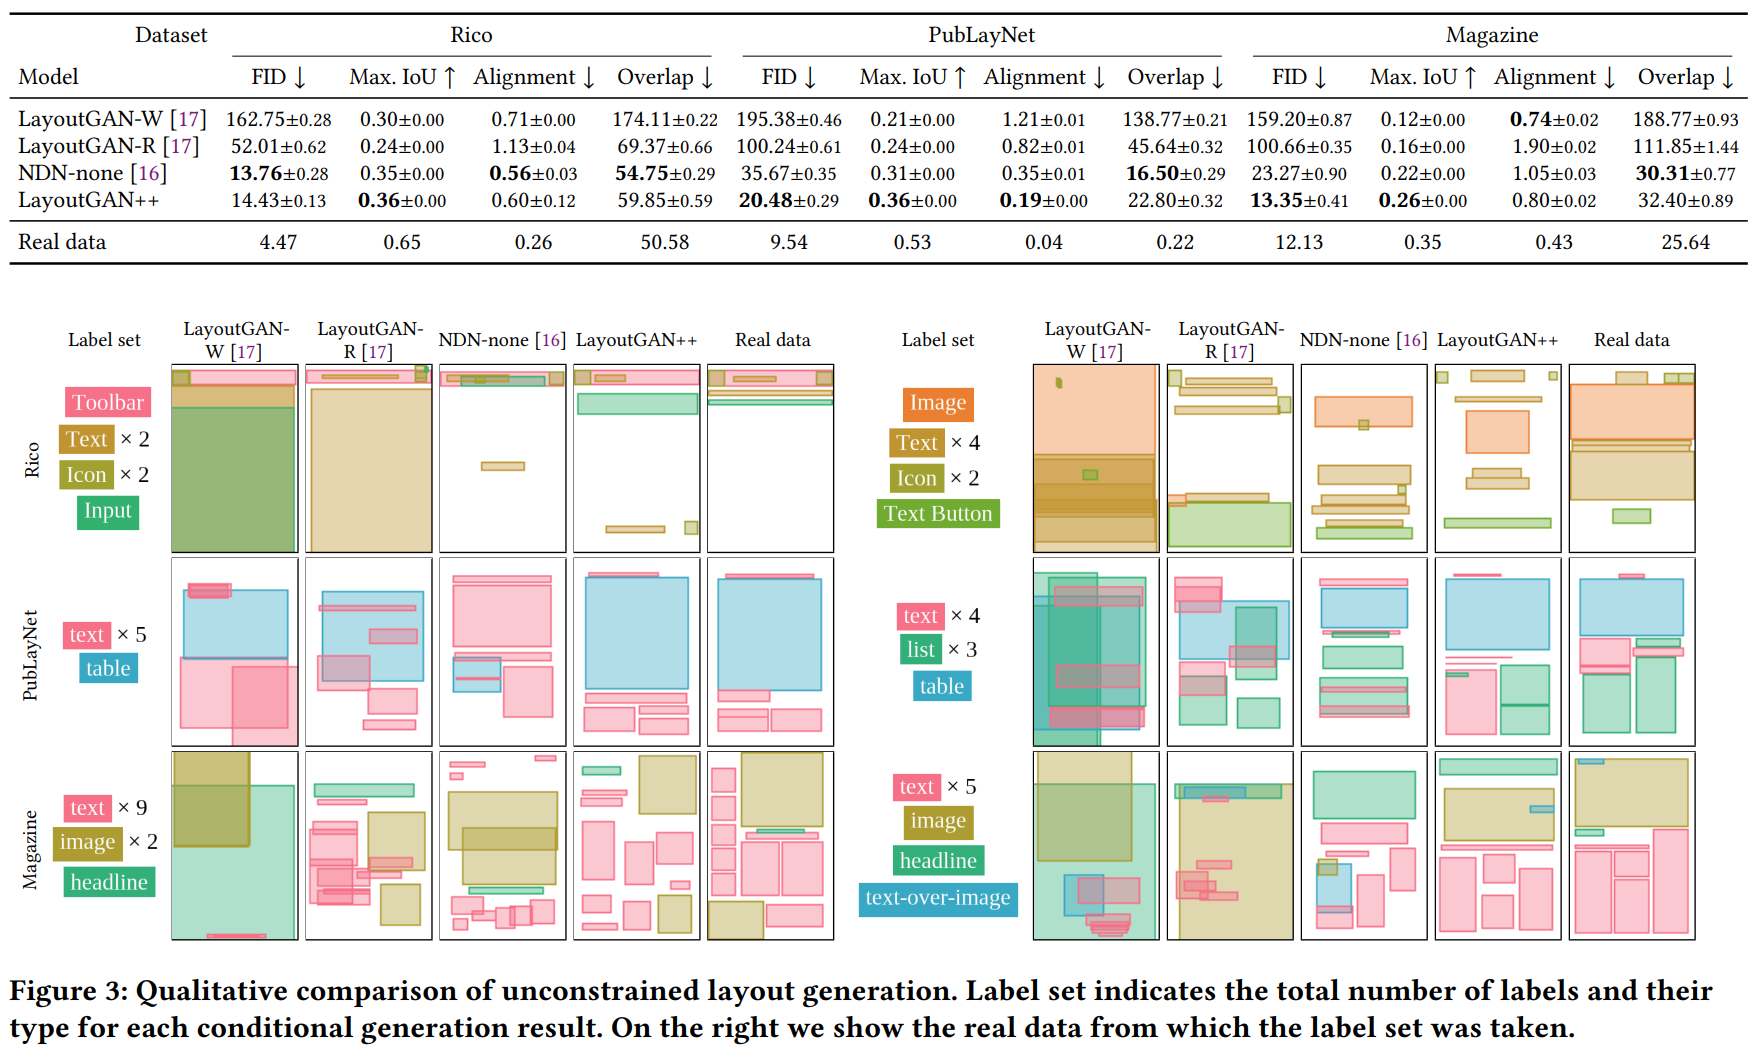 Dataset Rico PubLayNet Magazine
Model FID ↓ Max. IoU ↑ Alignment ↓ Overlap ↓ FID ↓ Max. IoU ↑ Alignment ↓ Overlap ↓ FID ↓ Max. IoU ↑ Alignment ↓ Overlap ↓
LayoutGAN-W [17] 162.75±0.28 0.30±0.00 0.71±0.00 174.11±0.22 195.38±0.46 0.21±0.00 1.21±0.01 138.77±0.21 159.20±0.87 0.12±0.00 0.74±0.02 188.77±0.93
LayoutGAN-R [17] 52.01±0.62 0.24±0.00 1.13±0.04 69.37±0.66 100.24±0.61 0.24±0.00 0.82±0.01 45.64±0.32 100.66±0.35 0.16±0.00 1.90±0.02 111.85±1.44
NDN-none [16] 13.76±0.28 0.35±0.00 0.56±0.03 54.75±0.29 35.67±0.35 0.31±0.00 0.35±0.01 16.50±0.29 23.27±0.90 0.22±0.00 1.05±0.03 30.31±0.77
LayoutGAN++ 14.43±0.13 0.36±0.00 0.60±0.12 59.85±0.59 20.48±0.29 0.36±0.00 0.19±0.00 22.80±0.32 13.35±0.41 0.26±0.00 0.80±0.02 32.40±0.89
Real data 4.47 0.65 0.26 50.58 9.54 0.53 0.04 0.22 12.13 0.35 0.43 25.64
Label set
LayoutGAN-
W [17]
LayoutGAN-
R [17]
NDN-none [16]
LayoutGAN++
Real data
Label set
LayoutGAN-
W [17]
LayoutGAN-
R [17]
NDN-none [16]
LayoutGAN++
Real data
Rico
Toolbar
Text × 2
Icon × 2
Input
Image
Text × 4
Icon × 2
Text Button
PubLayNet
text × 5
table
text × 4
list × 3
table
Magazine
text × 9
image × 2
headline
text × 5
image
headline
text-over-image
Figure 3: Qualitative comparison of unconstrained layout generation. Label set indicates the total number of labels and their
type for each conditional generation result. On the right we show the real data from which the label set was taken.